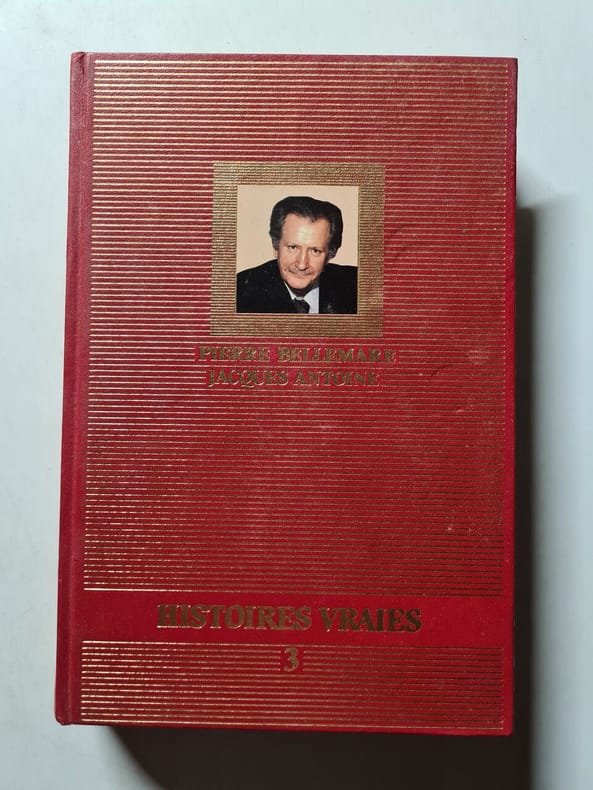 PIERRE BELLEMARE
JACQUES ANTOINE
HISTOIRES VRAIES
3